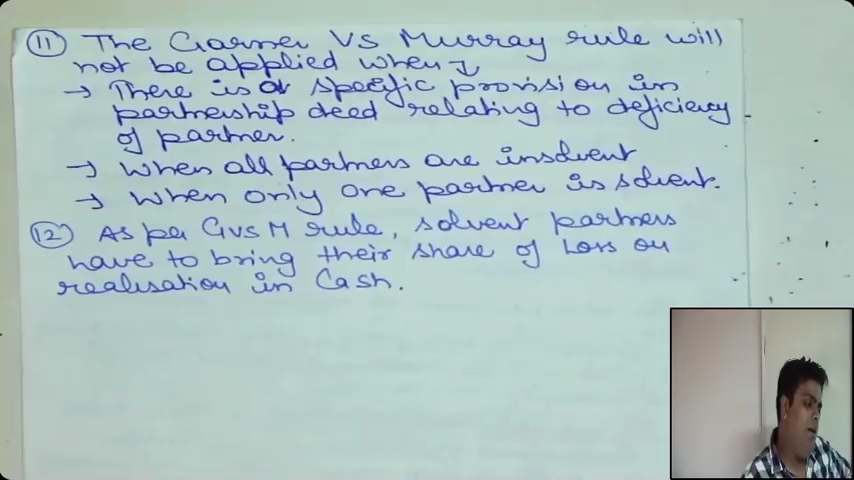 (11) The Garner VS Murray rule will
not be applied when
→ There is a specific provision in
partnership deed relating to deficiency
of partner.
→ when all partners are insolvent
→ when only one partner is solvent.
(12) As per G vs M rule, solvent partners
have to bring their share of Loss on
realisation in Cash.